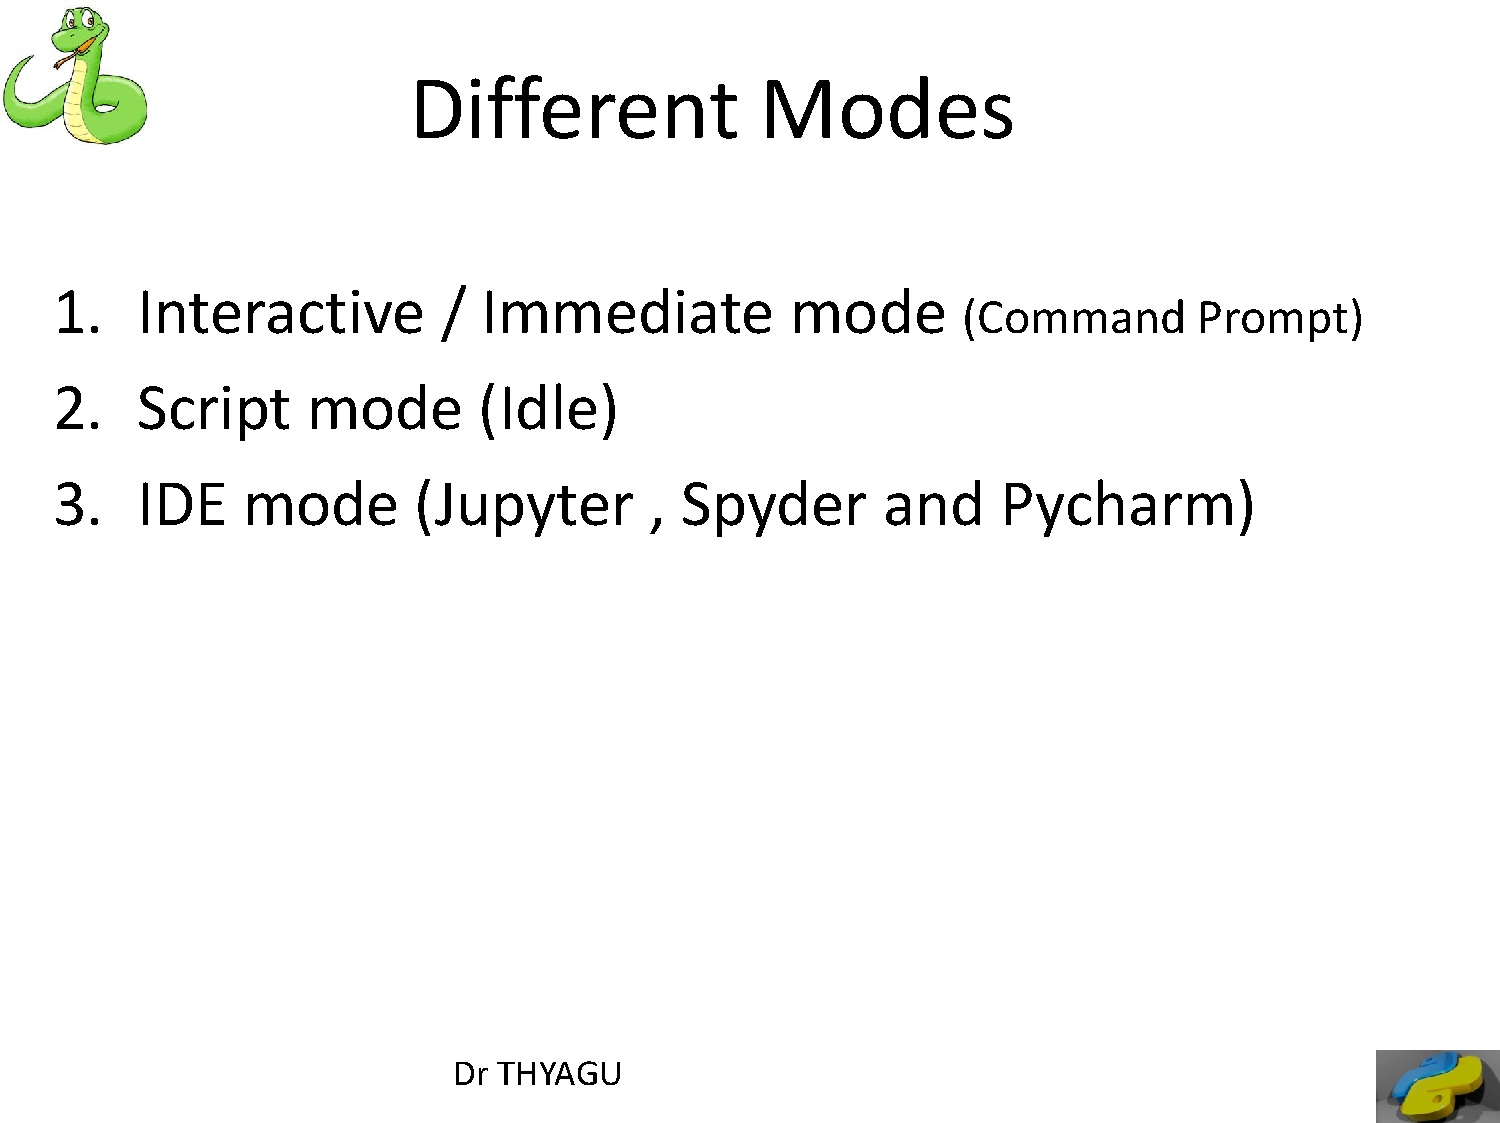 Different Modes
1. Interactive / Immediate mode (Command Prompt)
2. Script mode (Idle)
3. IDE mode (Jupyter , Spyder and Pycharm)
Dr THYAGU